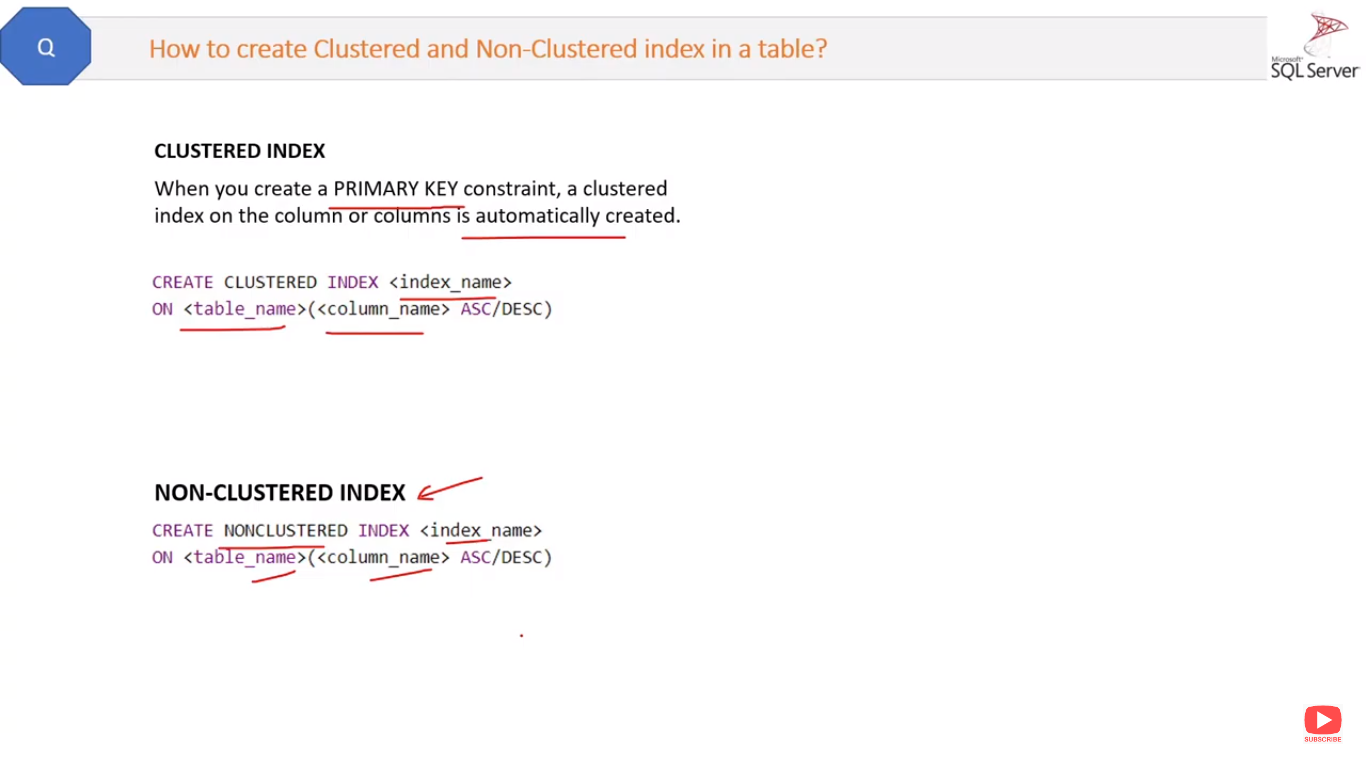 Q
How to create Clustered and Non-Clustered index in a table?
Microsoft®
SQL Server
CLUSTERED INDEX
When you create a PRIMARY KEY constraint, a clustered
index on the column or columns is automatically created.
CREATE CLUSTERED INDEX <index_name>
ON <table_name>(<column_name> ASC/DESC)
NON-CLUSTERED INDEX
CREATE NONCLUSTERED INDEX <index_name>
ON <table_name>(<column_name> ASC/DESC)
SUBSCRIBE